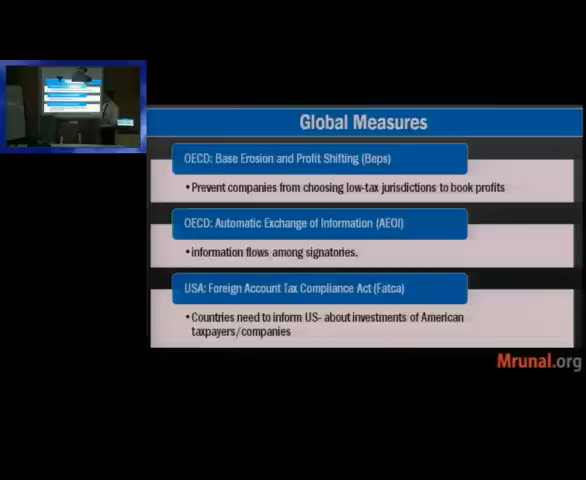 Global Measures
OECD: Base Erosion and Profit Shifting (Beps)
•Prevent companies from choosing low-tax jurisdictions to book profits
OECD: Automatic Exchange of Information (AEOI)
•information flows among signatories.
USA: Foreign Account Tax Compliance Act (Fatca)
•Countries need to inform US- about investments of American
taxpayers/companies
Mrunal.org